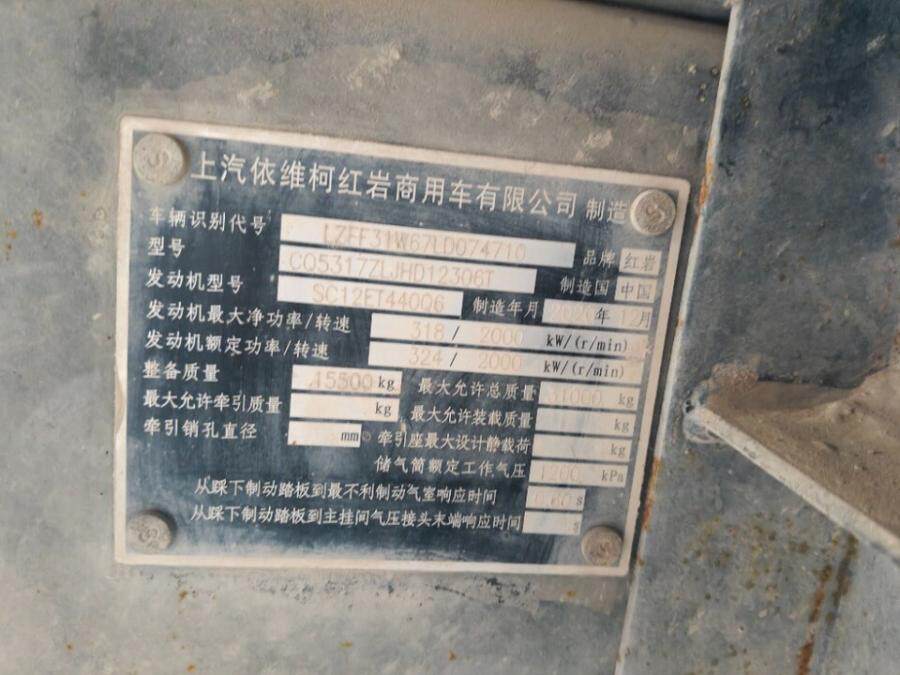 上汽依维柯红岩商用车有限公司 制造
车辆识别代号 LZFF31W67LD074710 品牌 红岩
型号 CQ5317ZLJHD12306T 制造国 中国
发动机型号 SC12ET440Q6 制造年月 2020年12月
发动机最大净功率/转速 318 / 2000 kW/(r/min)
发动机额定功率/转速 324 / 2000 kW/(r/min)
整备质量 15500 kg 最大允许总质量 31000 kg
最大允许牵引质量 kg 最大允许装载质量 kg
牵引销孔直径 mm 牵引座最大设计静载荷 kg
储气筒额定工作气压 1200 kPa
从踩下制动踏板到最不利制动气室响应时间 0.60 s
从踩下制动踏板到主挂间气压接头末端响应时间 s